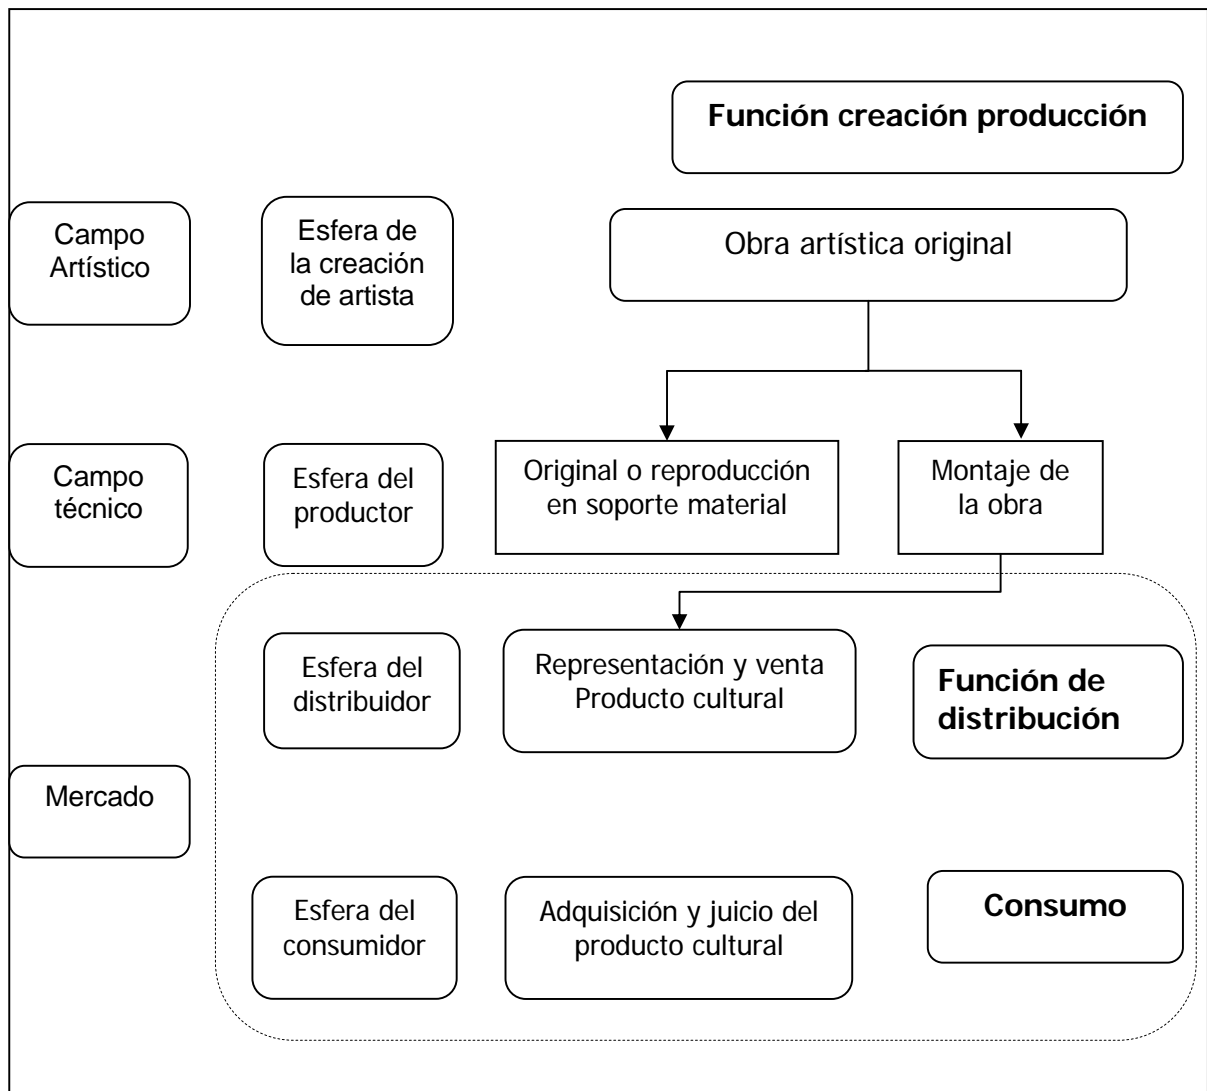 Función creación producción
Campo
Artístico
Esfera de
la creación
de artista
Obra artística original
Campo
técnico
Esfera del
productor
Original o reproducción
en soporte material
Montaje de
la obra
Esfera del
distribuidor
Representación y venta
Producto cultural
Función de
distribución
Mercado
Esfera del
consumidor
Adquisición y juicio del
producto cultural
Consumo